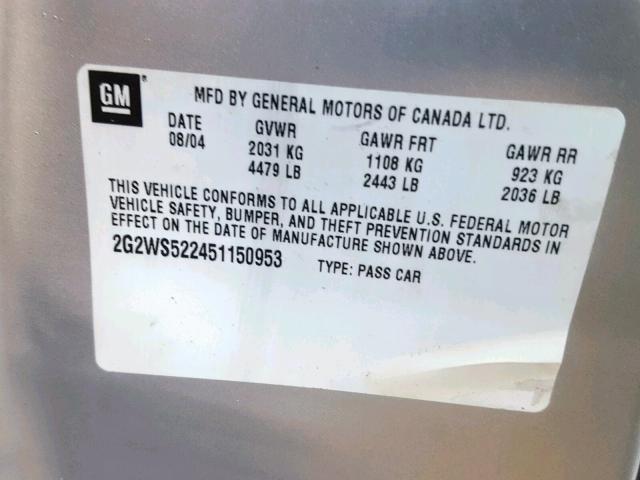 GM
MFD BY GENERAL MOTORS OF CANADA LTD.
DATE GVWR GAWR FRT GAWR RR
08/04 2031 KG 1108 KG 923 KG
4479 LB 2443 LB 2036 LB
THIS VEHICLE CONFORMS TO ALL APPLICABLE U.S. FEDERAL MOTOR
VEHICLE SAFETY, BUMPER, AND THEFT PREVENTION STANDARDS IN
EFFECT ON THE DATE OF MANUFACTURE SHOWN ABOVE.
2G2WS522451150953 TYPE: PASS CAR